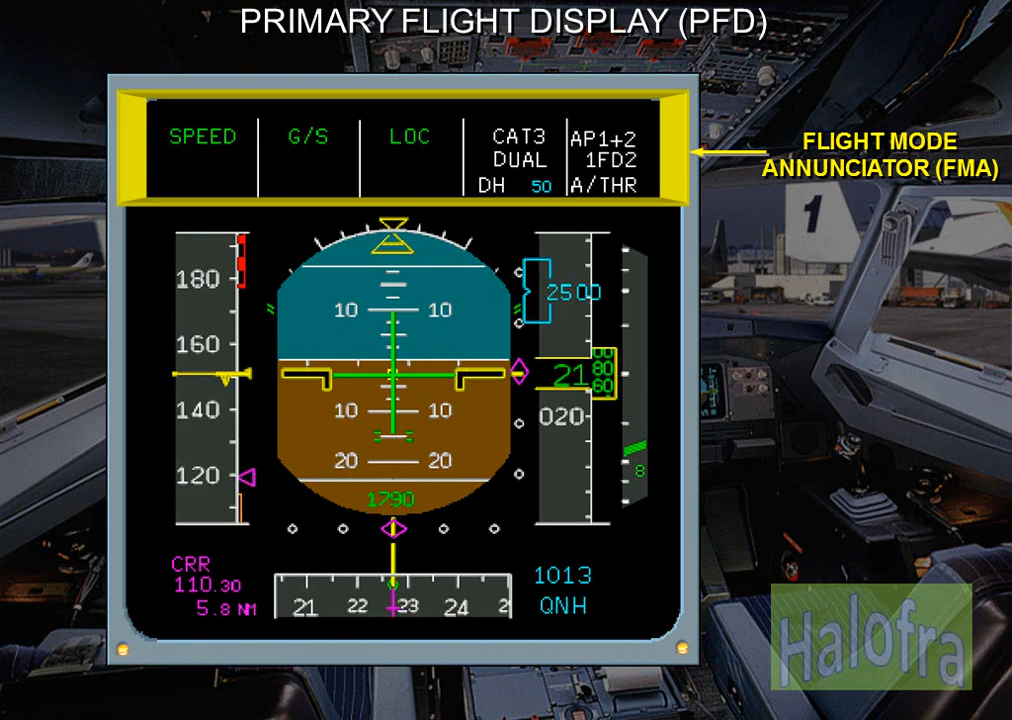 PRIMARY FLIGHT DISPLAY (PFD)
SPEED
G/S
LOC
CAT3
DUAL
DH 50
AP1+2
1FD2
A/THR
FLIGHT MODE
ANNUNCIATOR (FMA)
1
180
160
140
120
10 10
10 10
20 20
1790
2500
21
00
80
60
020
8
CRR
110.30
5.8 NM
21 22 23 24 2
1013
QNH
Halofra